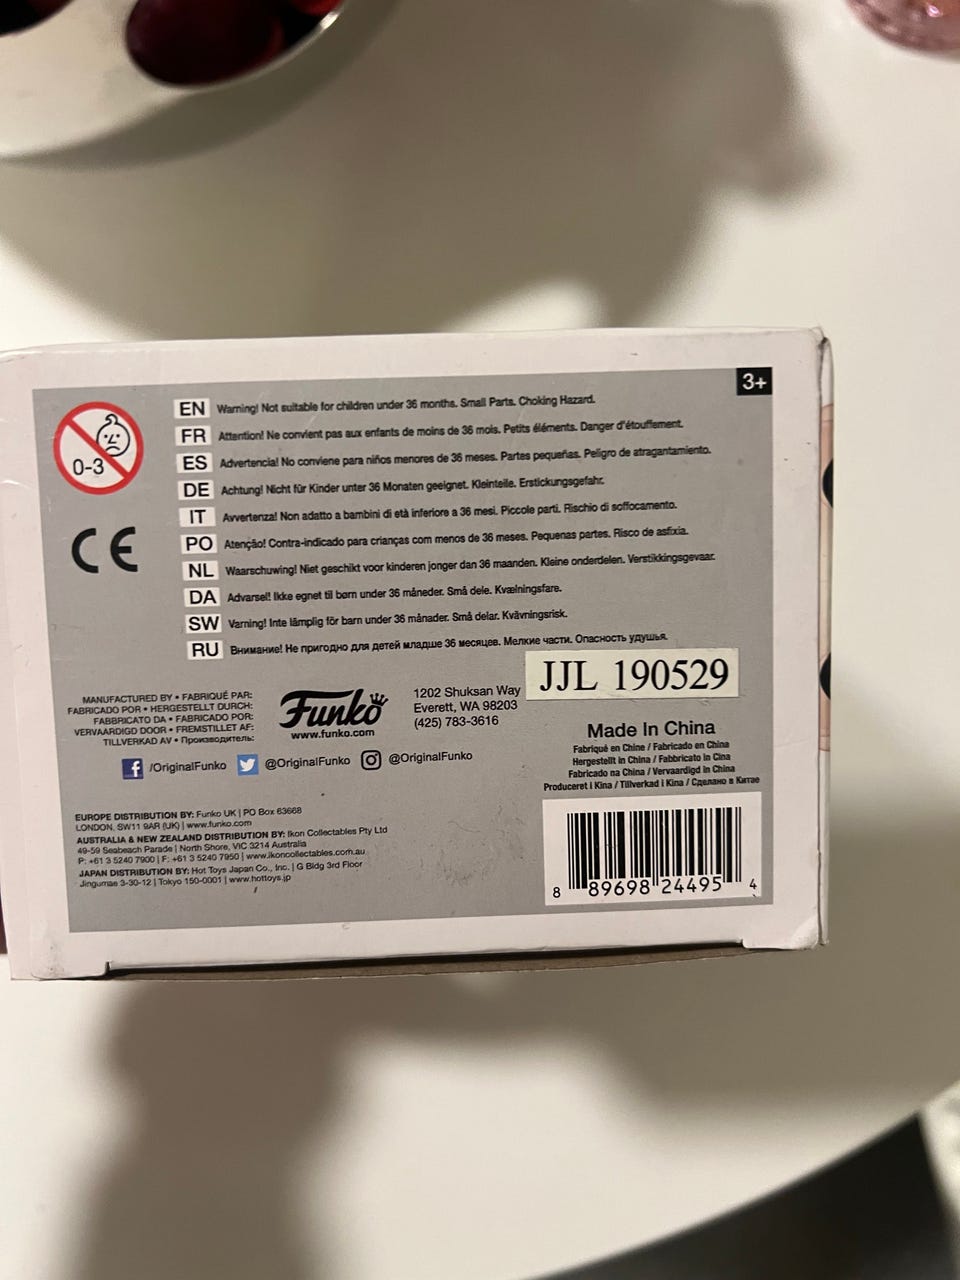 3+
0-3
EN Warning! Not suitable for children under 36 months. Small Parts. Choking Hazard.
FR Attention! Ne convient pas aux enfants de moins de 36 mois. Petits éléments. Danger d'étouffement.
ES Advertencia! No conviene para niños menores de 36 meses. Partes pequeñas. Peligro de atragantamiento.
DE Achtung! Nicht für Kinder unter 36 Monaten geeignet. Kleinteile. Erstickungsgefahr.
IT Avvertenza! Non adatto a bambini di età inferiore a 36 mesi. Piccole parti. Rischio di soffocamento.
PO Atenção! Contra-indicado para crianças com menos de 36 meses. Pequenas partes. Risco de asfixia.
NL Waarschuwing! Niet geschikt voor kinderen jonger dan 36 maanden. Kleine onderdelen. Verstikkingsgevaar.
DA Advarsel! Ikke egnet til børn under 36 måneder. Små dele. Kvælningsfare.
SW Varning! Inte lämplig för barn under 36 månader. Små delar. Kvävningsrisk.
RU Внимание! Не пригодно для детей младше 36 месяцев. Мелкие части. Опасность удушья.
CE
JJL 190529
MANUFACTURED BY • FABRIQUÉ PAR:
FABRICADO POR • HERGESTELLT DURCH:
FABBRICATO DA • FABRICADO POR:
VERVAARDIGD DOOR • FREMSTILLET AF:
TILLVERKAD AV • Производитель:
Funko
www.funko.com
1202 Shuksan Way
Everett, WA 98203
(425) 783-3616
/OriginalFunko @OriginalFunko @OriginalFunko
Made In China
Fabriqué en Chine / Fabricado en China
Hergestellt in China / Fabbricato in Cina
Fabricado na China / Vervaardigd in China
Produceret i Kina / Tillverkad i Kina / Сделано в Китае
EUROPE DISTRIBUTION BY: Funko UK | PO Box 63668
LONDON, SW11 9AR (UK) | www.funko.com
AUSTRALIA & NEW ZEALAND DISTRIBUTION BY: Ikon Collectables Pty Ltd
49-59 Seabeach Parade | North Shore, VIC 3214 Australia
P: +61 3 5240 7900 | F: +61 3 5240 7950 | www.ikoncollectables.com.au
JAPAN DISTRIBUTION BY: Hot Toys Japan Co., Inc. | G Bldg 3rd Floor
Jingumae 3-30-12 | Tokyo 150-0001 | www.hottoys.jp
8 89698 24495 4